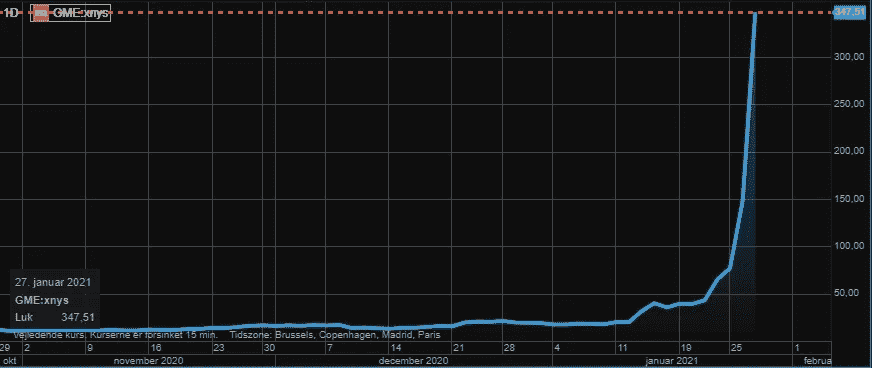 1D GME:xnys 347,51
300,00
250,00
200,00
150,00
100,00
50,00
27. januar 2021
GME:xnys
Luk 347,51
Vejledende kurs, Kurserne er forsinket 15 min. Tidszone: Brussels, Copenhagen, Madrid, Paris
29 2 9 16 23 30 7 14 21 28 4 11 19 25 1
okt november 2020 december 2020 januar 2021 februa